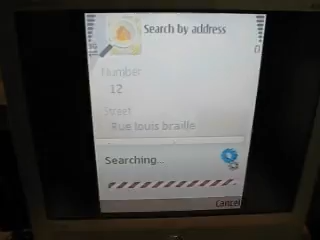 Search by address
Number
12
Street
Rue louis braille
Searching...
Cancel